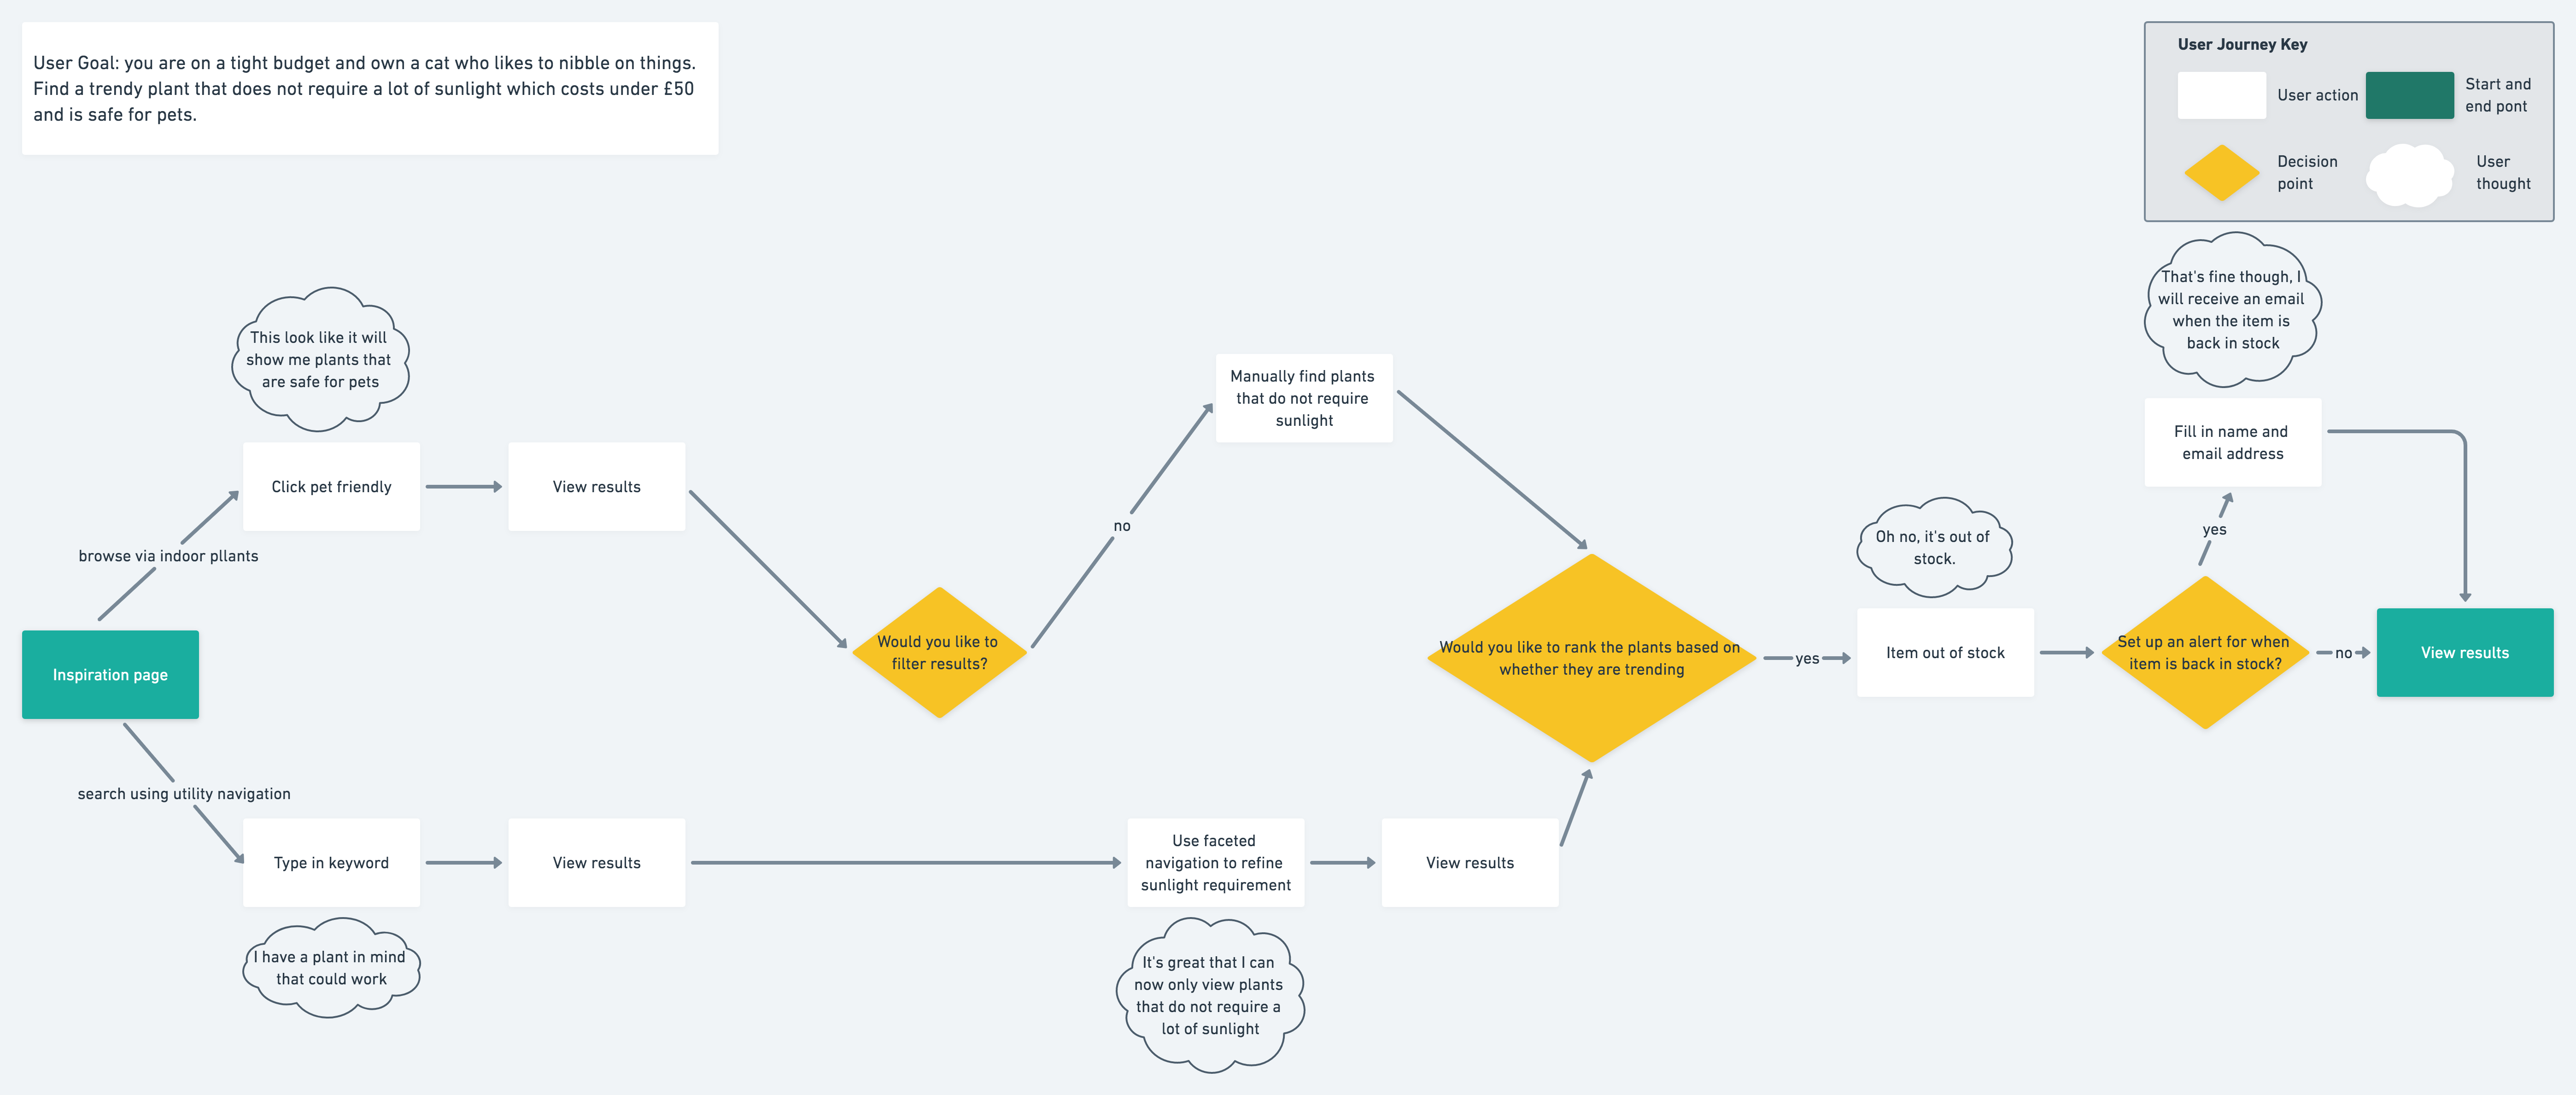 User Goal: you are on a tight budget and own a cat who likes to nibble on things.
Find a trendy plant that does not require a lot of sunlight which costs under £50
and is safe for pets.
User Journey Key
User action
Start and
end pont
Decision
point
User
thought
That's fine though, I
will receive an email
when the item is
back in stock
This look like it will
show me plants that
are safe for pets
Manually find plants
that do not require
sunlight
Fill in name and
email address
Click pet friendly
View results
no
yes
Oh no, it's out of
stock.
browse via indoor pllants
Inspiration page
Would you like to
filter results?
Would you like to rank the plants based on
whether they are trending
yes
Item out of stock
Set up an alert for when
item is back in stock?
no
View results
search using utility navigation
Type in keyword
View results
Use faceted
navigation to refine
sunlight requirement
View results
I have a plant in mind
that could work
It's great that I can
now only view plants
that do not require a
lot of sunlight